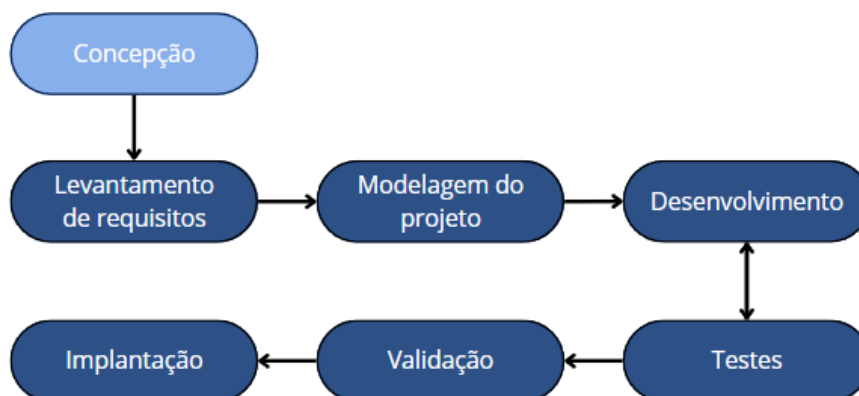 Concepção
Levantamento
de requisitos
Modelagem do
projeto
Desenvolvimento
Implantação
Validação
Testes